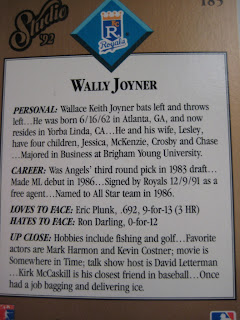 Studio
'92
185
R
Royals
WALLY JOYNER
PERSONAL: Wallace Keith Joyner bats left and throws
left...He was born 6/16/62 in Atlanta, GA, and now
resides in Yorba Linda, CA...He and his wife, Lesley,
have four children, Jessica, McKenzie, Crosby and Chase
...Majored in Business at Brigham Young University.
CAREER: Was Angels' third round pick in 1983 draft...
Made ML debut in 1986...Signed by Royals 12/9/91 as a
free agent...Named to All Star team in 1986.
LOVES TO FACE: Eric Plunk, .692, 9-for-13 (3 HR)
HATES TO FACE: Ron Darling, 0-for-12
UP CLOSE: Hobbies include fishing and golf...Favorite
actors are Mark Harmon and Kevin Costner; movie is
Somewhere in Time; talk show host is David Letterman
...Kirk McCaskill is his closest friend in baseball...Once
had a job bagging and delivering ice.